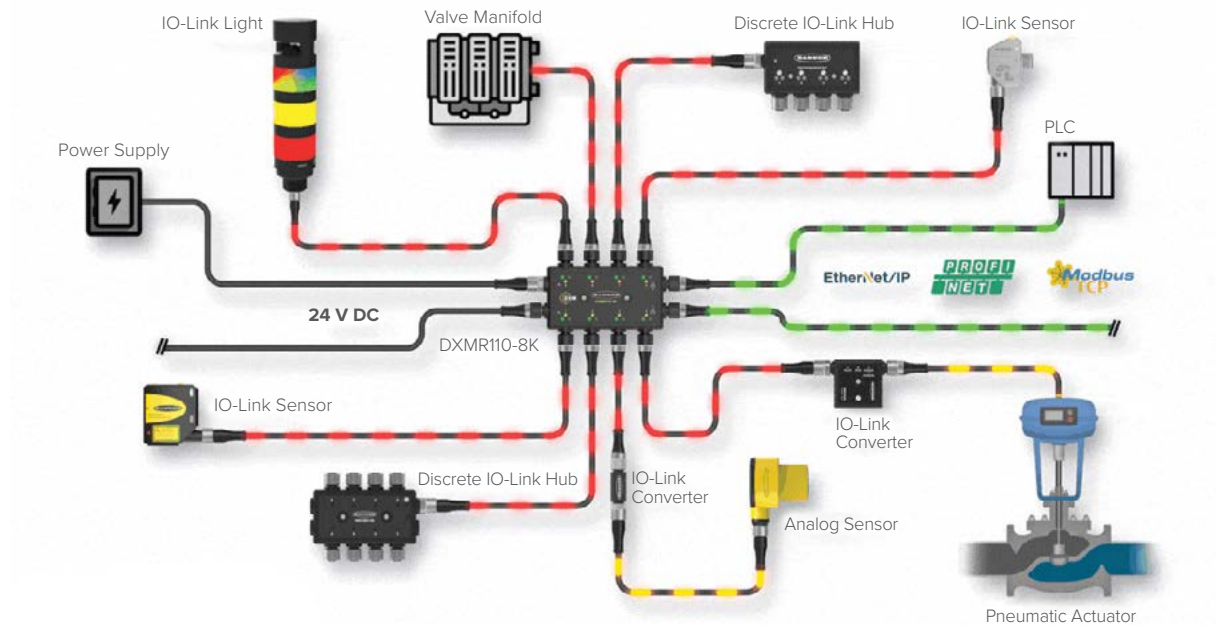 IO-Link Light
Valve Manifold
Discrete IO-Link Hub
IO-Link Sensor
BANNER
PLC
Power Supply
EtherNet/IP
PROFI
NET
Modbus
TCP
24 V DC
DXMR110-8K
IO-Link Sensor
IO-Link
Converter
Discrete IO-Link Hub
IO-Link
Converter
Analog Sensor
Pneumatic Actuator